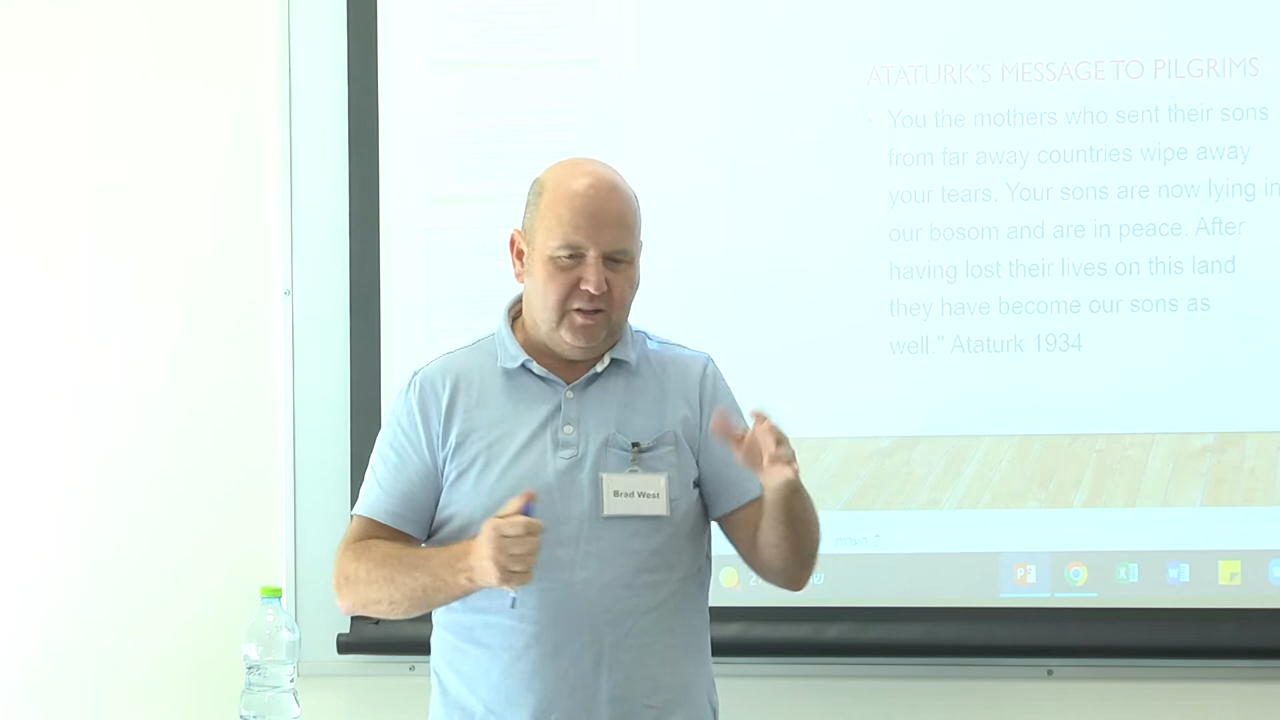 ATATURK'S MESSAGE TO PILGRIMS
You the mothers who sent their sons
from far away countries wipe away
your tears. Your sons are now lying in
our bosom and are in peace. After
having lost their lives on this land
they have become our sons as
well." Ataturk 1934
Brad West